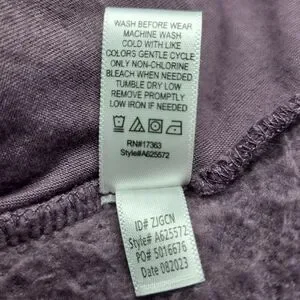 WASH BEFORE WEAR
MACHINE WASH
COLD WITH LIKE
COLORS GENTLE CYCLE
ONLY NON-CHLORINE
BLEACH WHEN NEEDED
TUMBLE DRY LOW
REMOVE PROMPTLY
LOW IRON IF NEEDED
RN#17363
Style#A625572
ID# ZJGCN
Style# A625572
PO# 5016676
Date 082023